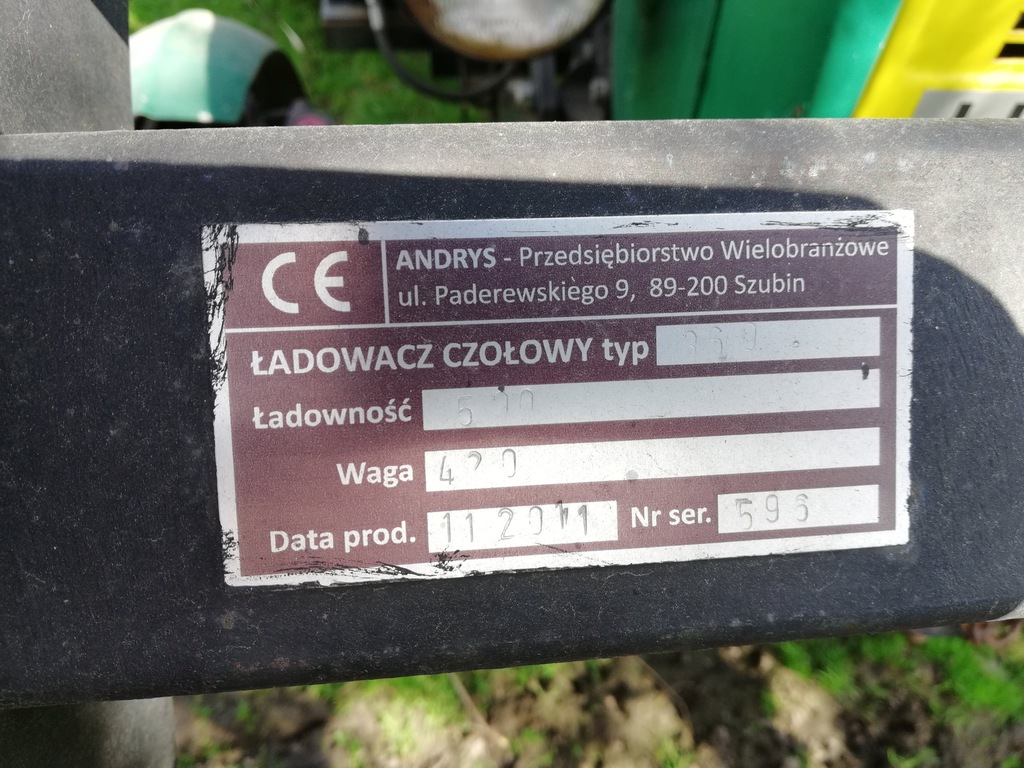 CE
ANDRYS - Przedsiębiorstwo Wielobranżowe
ul. Paderewskiego 9, 89-200 Szubin
ŁADOWACZ CZOŁOWY typ
Ładowność
Waga
Data prod. 11 2011 Nr ser. 596